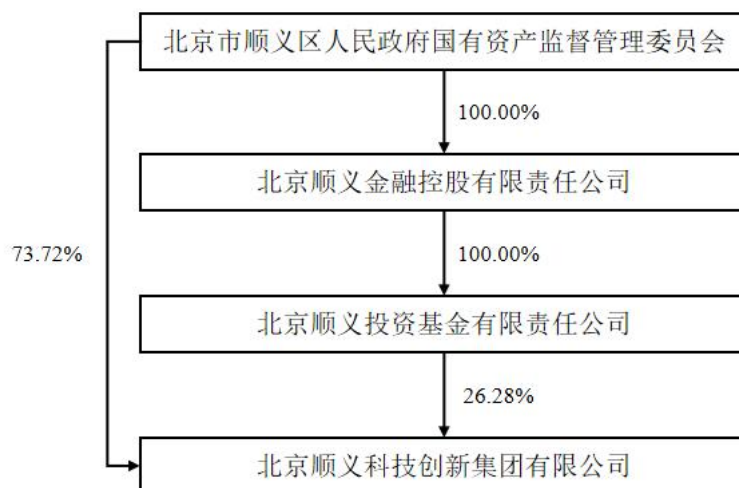 北京市顺义区人民政府国有资产监督管理委员会
100.00%
北京顺义金融控股有限责任公司
73.72%
100.00%
北京顺义投资基金有限责任公司
26.28%
北京顺义科技创新集团有限公司